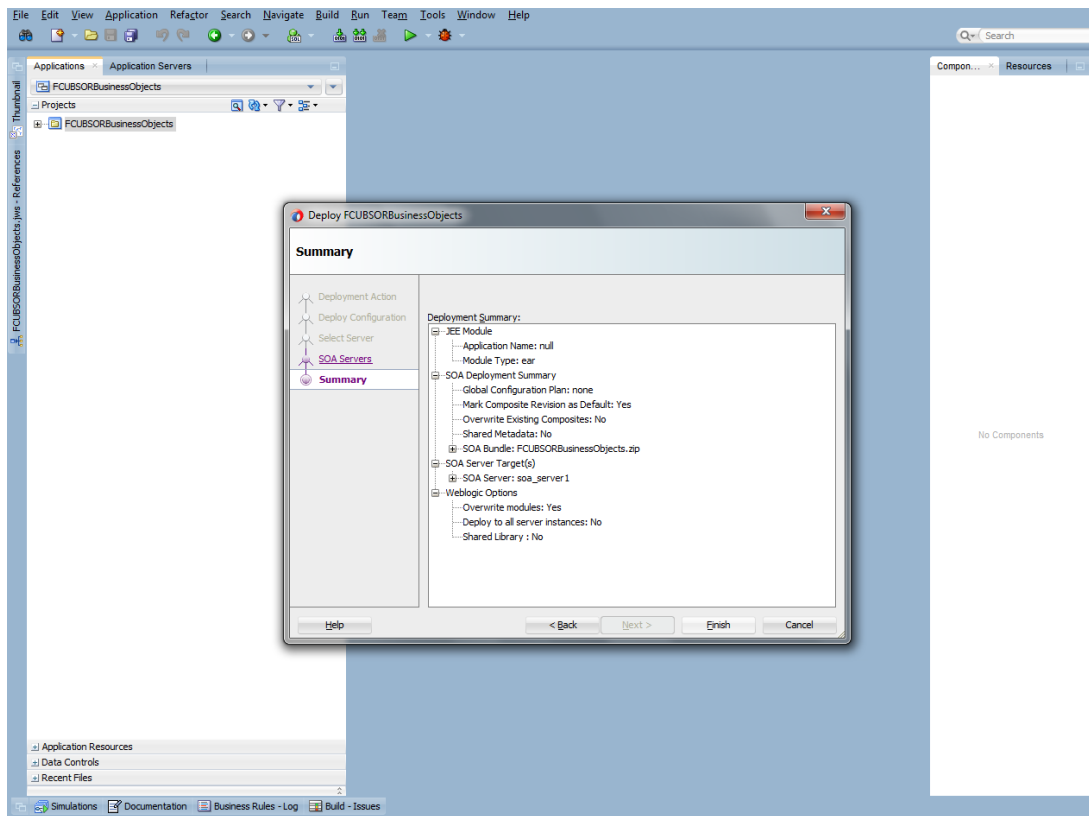 File Edit View Application Refactor Search Navigate Build Run Team Tools Window Help
Search
Applications Application Servers
FCUBSORBusinessObjects
Projects
FCUBSORBusinessObjects
Thumbnail
FCUBSORBusinessObjects.jws - References
Compon... Resources
No Components
Deploy FCUBSORBusinessObjects
Summary
Deployment Action
Deploy Configuration
Select Server
SOA Servers
Summary
Deployment Summary:
JEE Module
Application Name: null
Module Type: ear
SOA Deployment Summary
Global Configuration Plan: none
Mark Composite Revision as Default: Yes
Overwrite Existing Composites: No
Shared Metadata: No
SOA Bundle: FCUBSORBusinessObjects.zip
SOA Server Target(s)
SOA Server: soa_server1
Weblogic Options
Overwrite modules: Yes
Deploy to all server instances: No
Shared Library : No
Help < Back Next > Finish Cancel
Application Resources
Data Controls
Recent Files
Simulations Documentation Business Rules - Log Build - Issues